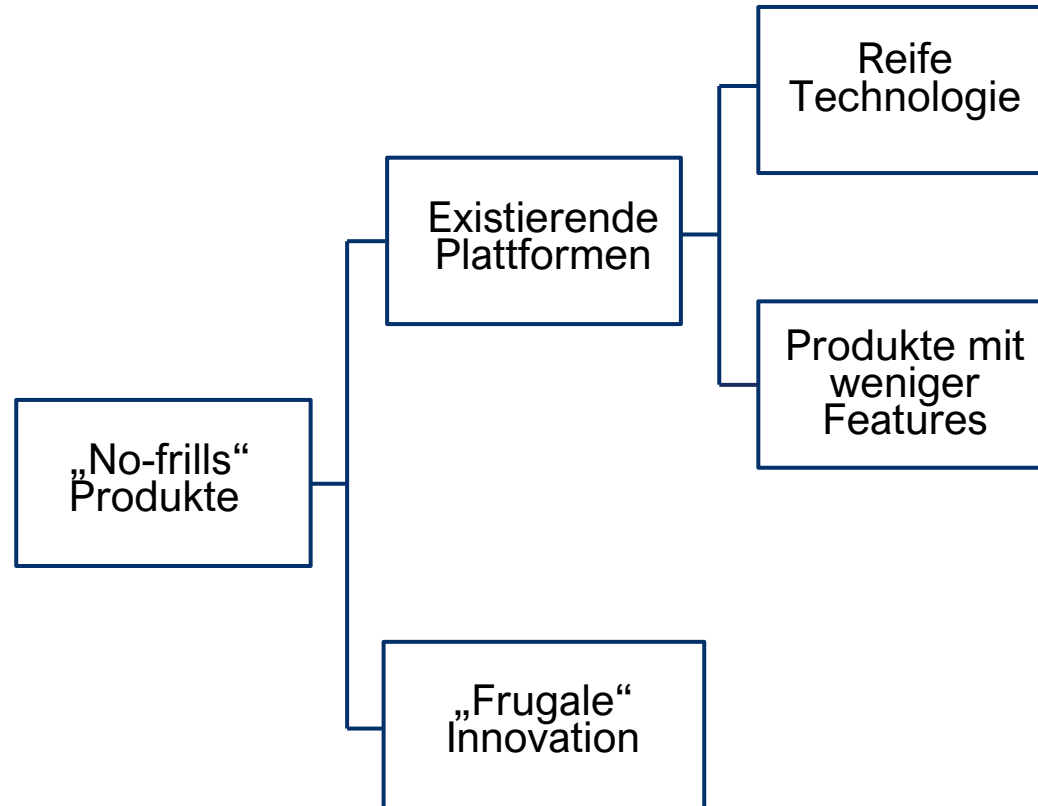 Reife
Technologie
Existierende
Plattformen
Produkte mit
weniger
Features
„No-frills“
Produkte
„Frugale“
Innovation